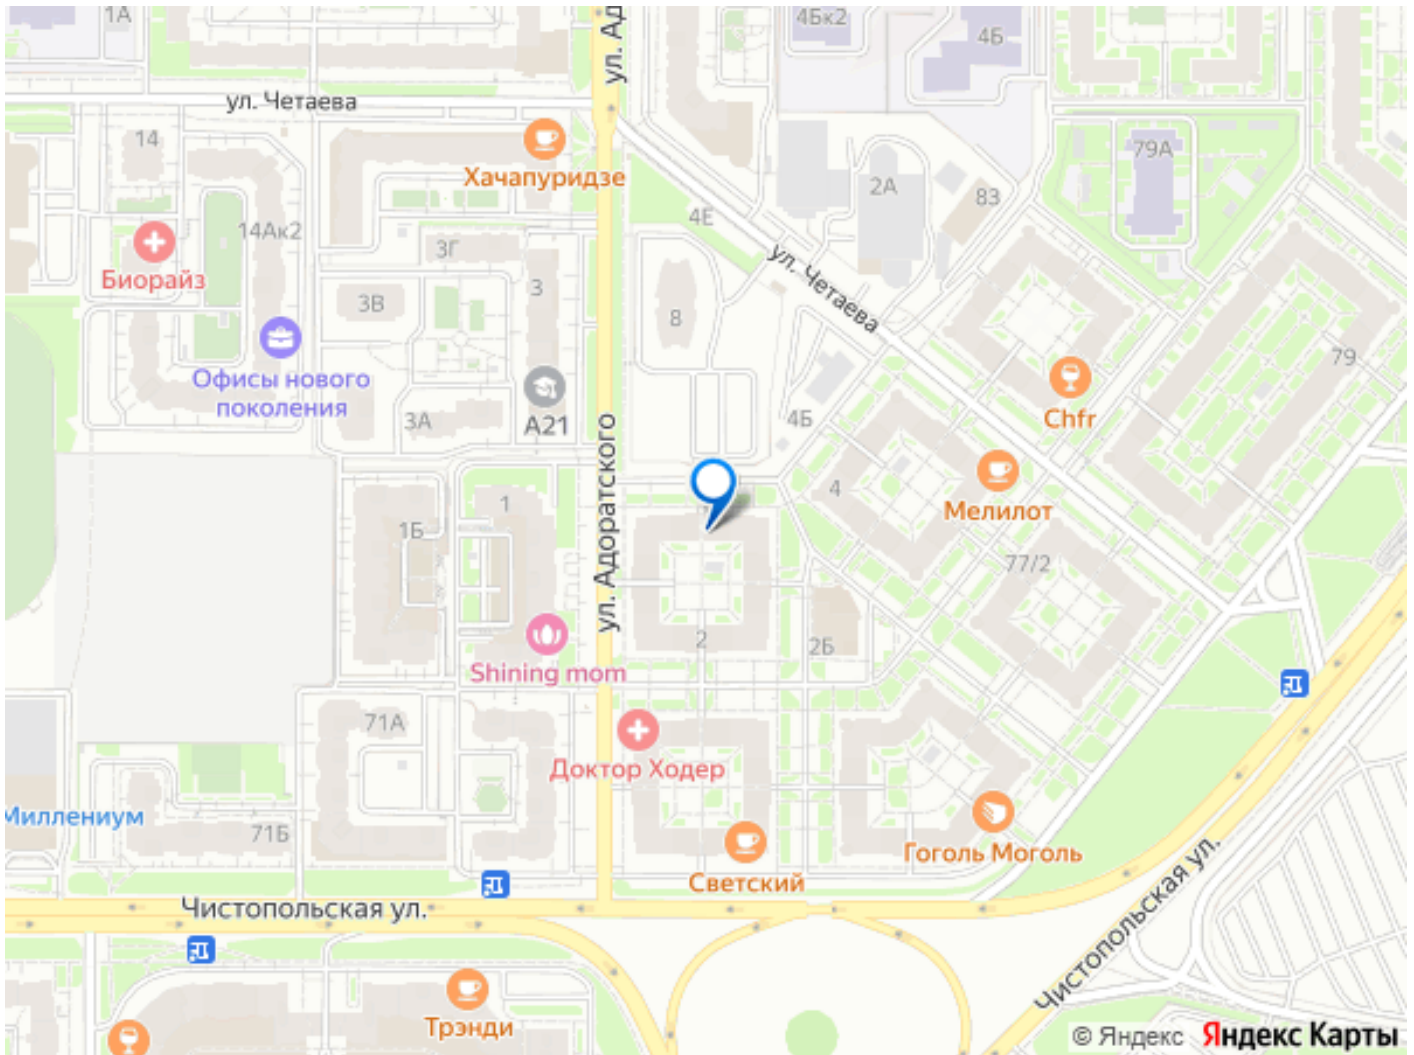 1А
ул. Ад
4Бк2
4Б
ул. Четаева
14
Хачапуридзе
79А
2А
83
4Е
14Ак2
3Г
Биорайз
ул. Четаева
3
3В
8
79
Офисы нового
поколения
А21
Chfr
3А
4Б
ул. Адоратского
4
Мелилот
1
1Б
77/2
2
2Б
Shining mom
71А
Доктор Ходер
Миллениум
71Б
Гоголь Моголь
Светский
Чистопольская ул.
Чистопольская ул.
Трэнди
© Яндекс Яндекс Карты